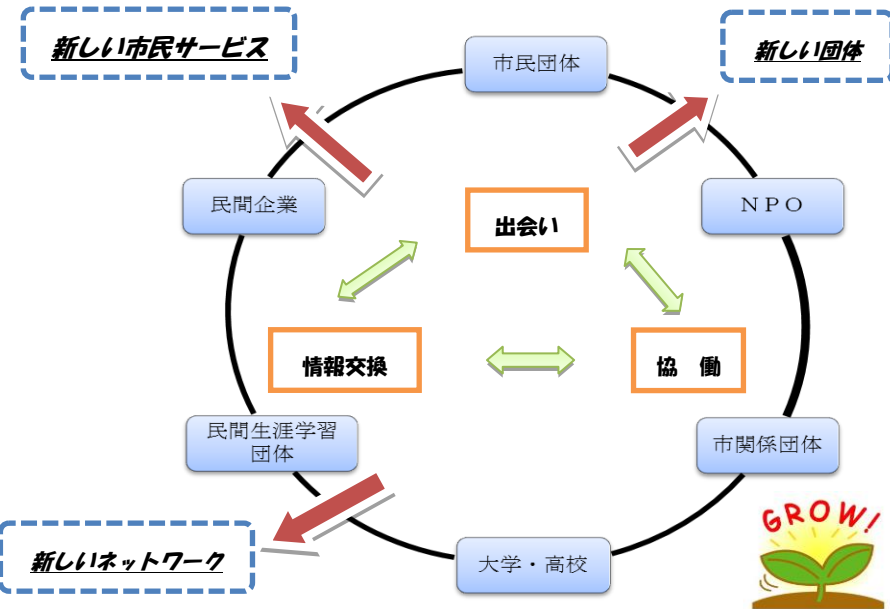 新しい市民サービス
新しい団体
市民団体
民間企業
ＮＰＯ
出会い
情報交換
協　働
民間生涯学習
団体
市関係団体
大学・高校
新しいネットワーク
GROW!